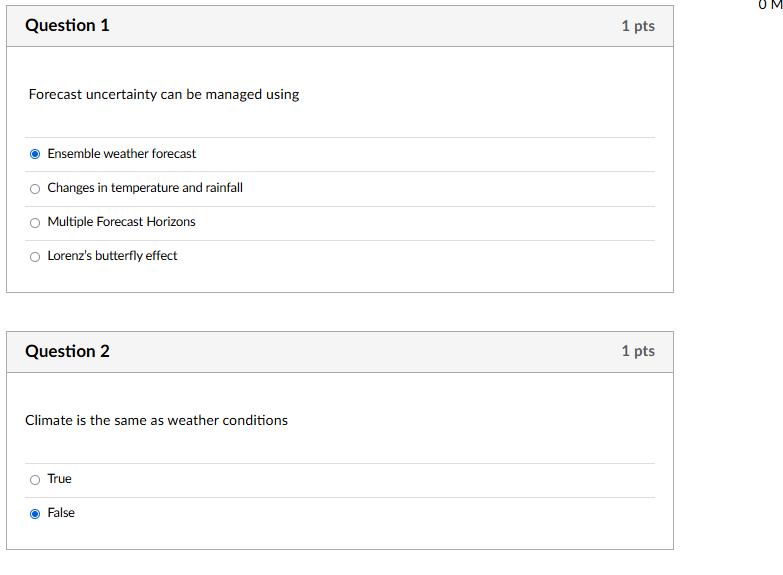 0 M
Question 1 1 pts
Forecast uncertainty can be managed using
Ensemble weather forecast
Changes in temperature and rainfall
Multiple Forecast Horizons
Lorenz's butterfly effect
Question 2 1 pts
Climate is the same as weather conditions
True
False